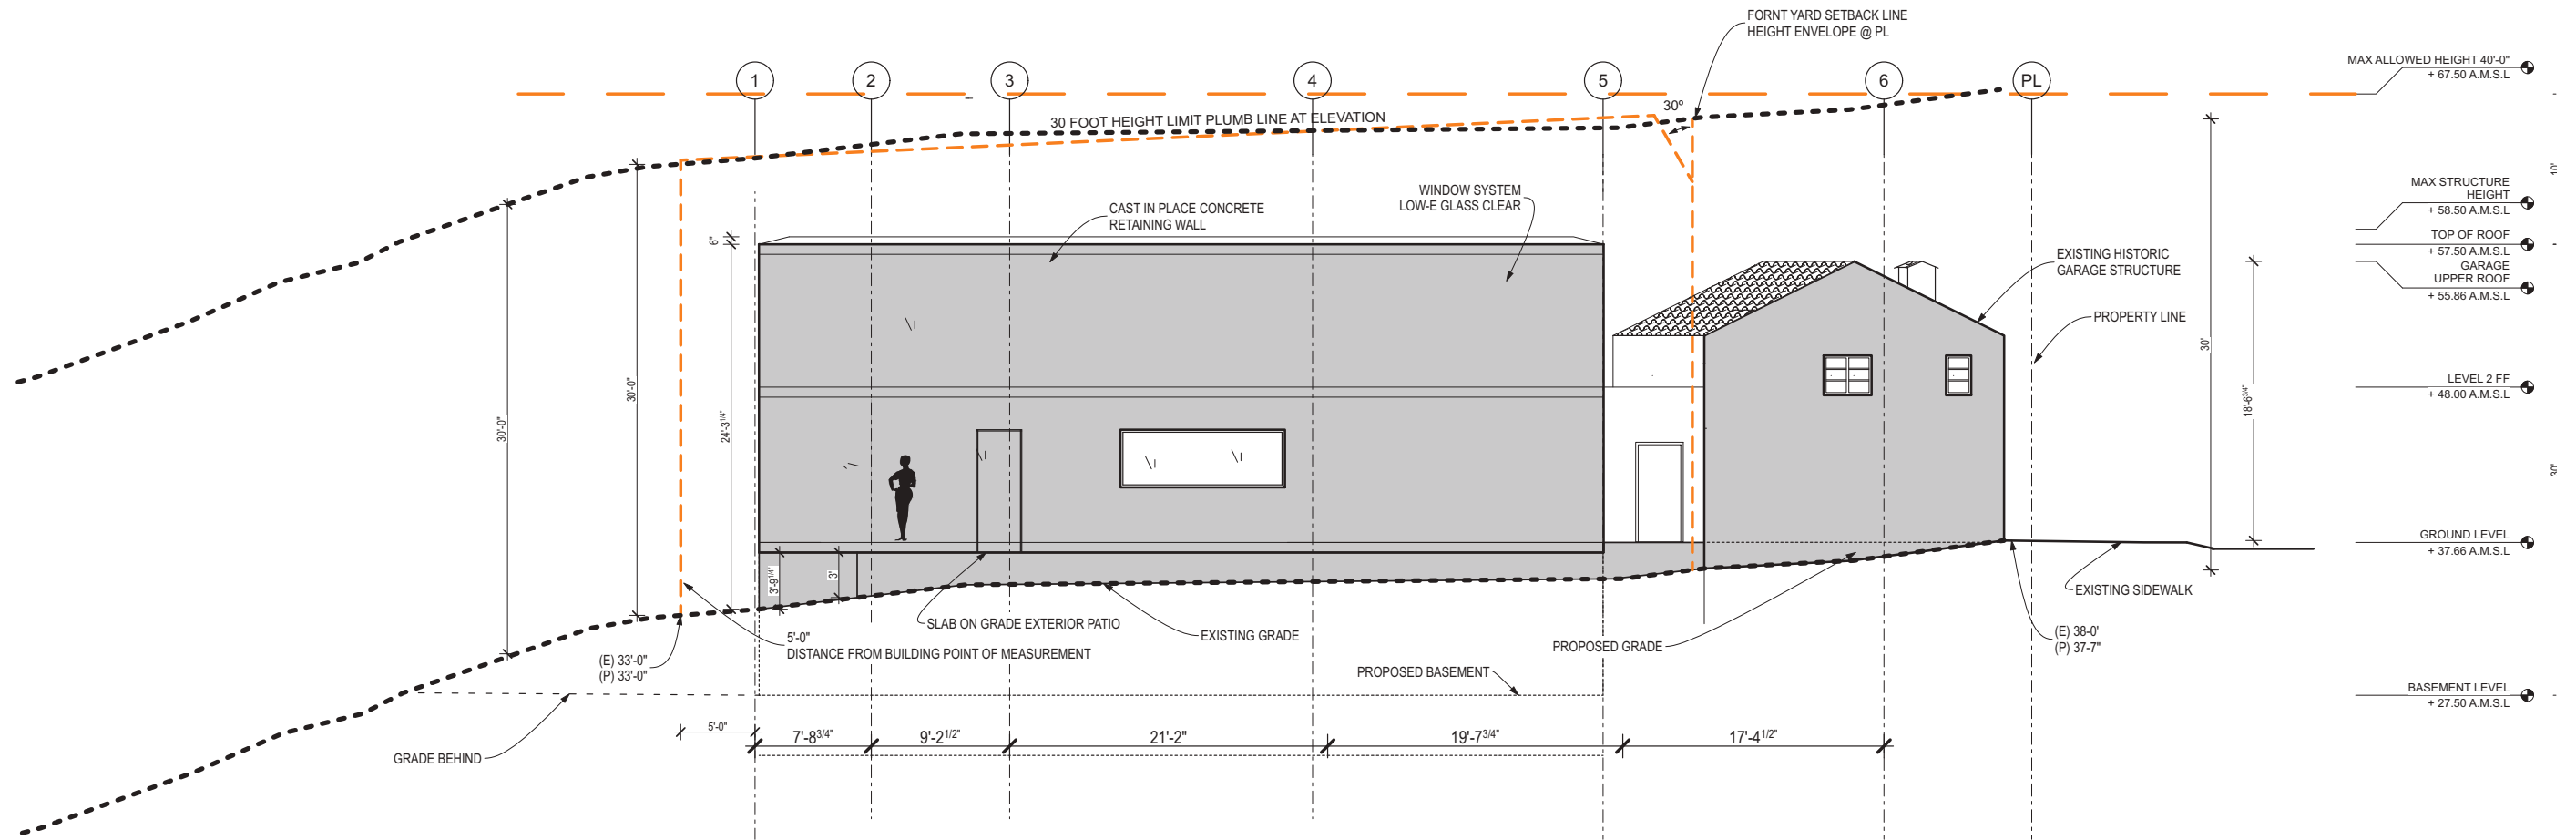 FORNT YARD SETBACK LINE
HEIGHT ENVELOPE @ PL
MAX ALLOWED HEIGHT 40'-0"
+ 67.50 A.M.S.L
1
2
3
4
5
6
PL
30 FOOT HEIGHT LIMIT PLUMB LINE AT ELEVATION
30º
10'
MAX STRUCTURE
HEIGHT
+ 58.50 A.M.S.L
WINDOW SYSTEM
LOW-E GLASS CLEAR
CAST IN PLACE CONCRETE
RETAINING WALL
6"
TOP OF ROOF
+ 57.50 A.M.S.L
GARAGE
UPPER ROOF
+ 55.86 A.M.S.L
EXISTING HISTORIC
GARAGE STRUCTURE
PROPERTY LINE
30'
LEVEL 2 FF
+ 48.00 A.M.S.L
30'-0"
30'-0"
24'-3 1/4"
18'-6 3/4"
30'
GROUND LEVEL
+ 37.66 A.M.S.L
3'-9 1/4"
3'
EXISTING SIDEWALK
SLAB ON GRADE EXTERIOR PATIO
EXISTING GRADE
PROPOSED GRADE
5'-0"
DISTANCE FROM BUILDING POINT OF MEASUREMENT
(E) 38-0'
(P) 37-7"
(E) 33'-0"
(P) 33'-0"
PROPOSED BASEMENT
BASEMENT LEVEL
+ 27.50 A.M.S.L
5'-0"
7'-8 3/4"
9'-2 1/2"
21'-2"
19'-7 3/4"
17'-4 1/2"
GRADE BEHIND